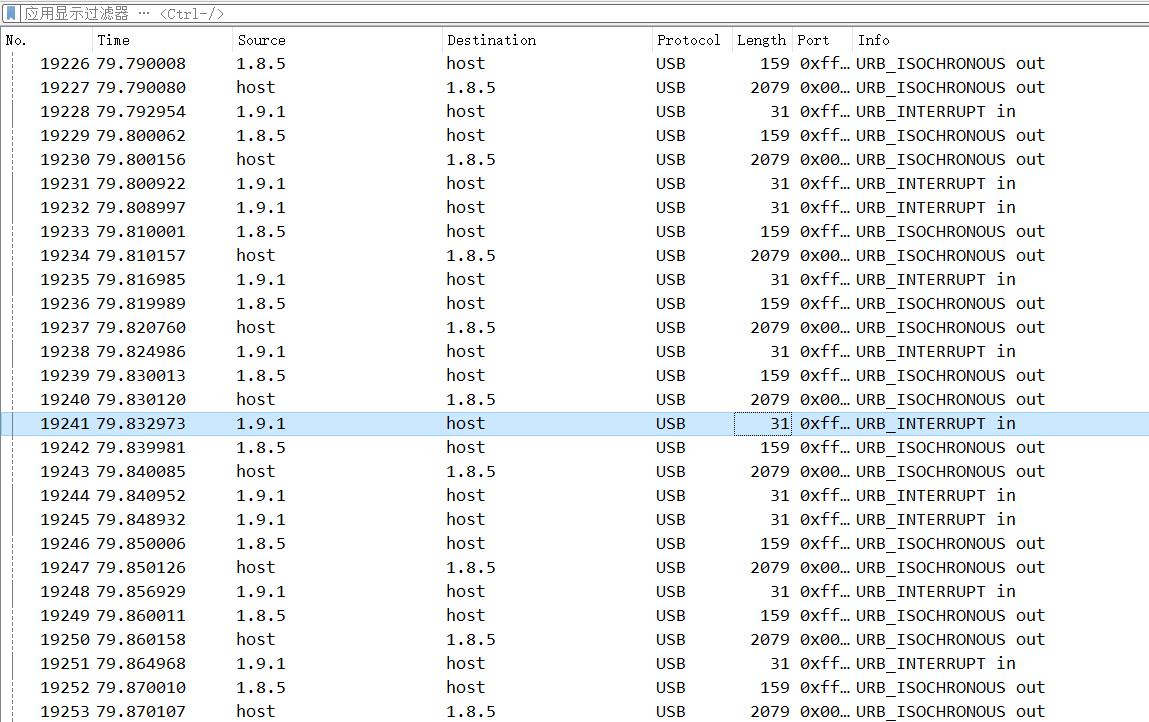 应用显示过滤器 … <Ctrl-/>
No. Time Source Destination Protocol Length Port Info
19226 79.790008 1.8.5 host USB 159 0xff… URB_ISOCHRONOUS out
19227 79.790080 host 1.8.5 USB 2079 0x00… URB_ISOCHRONOUS out
19228 79.792954 1.9.1 host USB 31 0xff… URB_INTERRUPT in
19229 79.800062 1.8.5 host USB 159 0xff… URB_ISOCHRONOUS out
19230 79.800156 host 1.8.5 USB 2079 0x00… URB_ISOCHRONOUS out
19231 79.800922 1.9.1 host USB 31 0xff… URB_INTERRUPT in
19232 79.808997 1.9.1 host USB 31 0xff… URB_INTERRUPT in
19233 79.810001 1.8.5 host USB 159 0xff… URB_ISOCHRONOUS out
19234 79.810157 host 1.8.5 USB 2079 0x00… URB_ISOCHRONOUS out
19235 79.816985 1.9.1 host USB 31 0xff… URB_INTERRUPT in
19236 79.819989 1.8.5 host USB 159 0xff… URB_ISOCHRONOUS out
19237 79.820760 host 1.8.5 USB 2079 0x00… URB_ISOCHRONOUS out
19238 79.824986 1.9.1 host USB 31 0xff… URB_INTERRUPT in
19239 79.830013 1.8.5 host USB 159 0xff… URB_ISOCHRONOUS out
19240 79.830120 host 1.8.5 USB 2079 0x00… URB_ISOCHRONOUS out
19241 79.832973 1.9.1 host USB 31 0xff… URB_INTERRUPT in
19242 79.839981 1.8.5 host USB 159 0xff… URB_ISOCHRONOUS out
19243 79.840085 host 1.8.5 USB 2079 0x00… URB_ISOCHRONOUS out
19244 79.840952 1.9.1 host USB 31 0xff… URB_INTERRUPT in
19245 79.848932 1.9.1 host USB 31 0xff… URB_INTERRUPT in
19246 79.850006 1.8.5 host USB 159 0xff… URB_ISOCHRONOUS out
19247 79.850126 host 1.8.5 USB 2079 0x00… URB_ISOCHRONOUS out
19248 79.856929 1.9.1 host USB 31 0xff… URB_INTERRUPT in
19249 79.860011 1.8.5 host USB 159 0xff… URB_ISOCHRONOUS out
19250 79.860158 host 1.8.5 USB 2079 0x00… URB_ISOCHRONOUS out
19251 79.864968 1.9.1 host USB 31 0xff… URB_INTERRUPT in
19252 79.870010 1.8.5 host USB 159 0xff… URB_ISOCHRONOUS out
19253 79.870107 host 1.8.5 USB 2079 0x00… URB_ISOCHRONOUS out